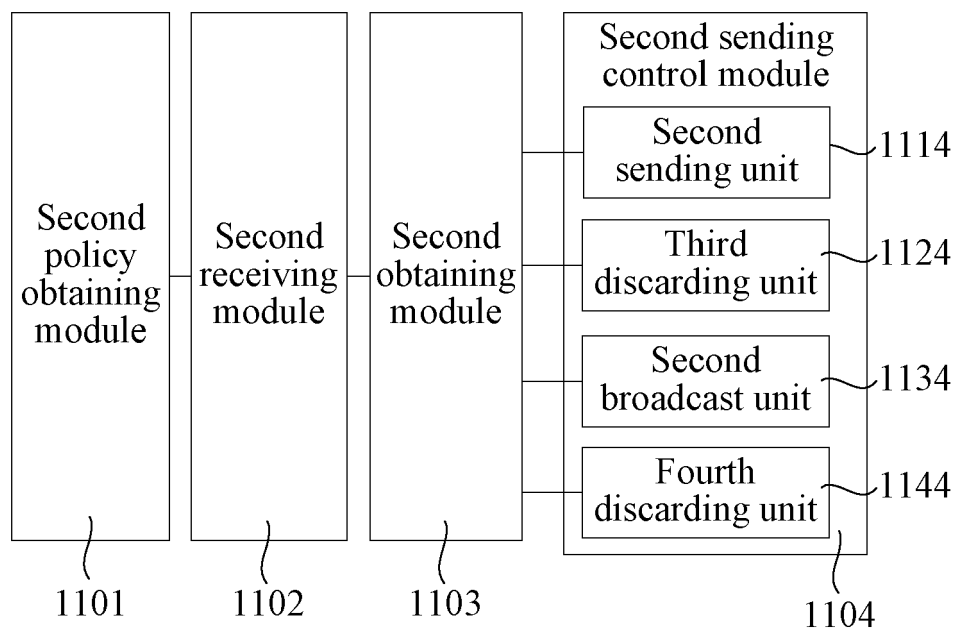 Second
policy
obtaining
module
Second
receiving
module
Second
obtaining
module
Second sending
control module
Second
sending unit
Third
discarding unit
Second
broadcast unit
Fourth
discarding unit
1114
1124
1134
1144
1101
1102
1103
1104